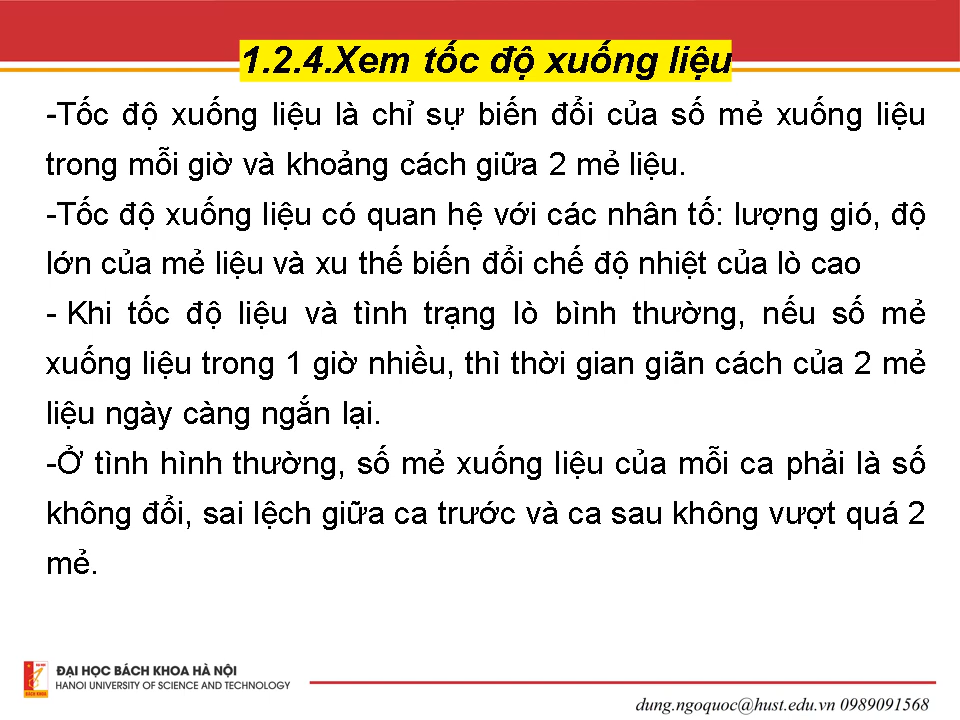 1.2.4.Xem tốc độ xuống liệu
-Tốc độ xuống liệu là chỉ sự biến đổi của số mẻ xuống liệu
trong mỗi giờ và khoảng cách giữa 2 mẻ liệu.
-Tốc độ xuống liệu có quan hệ với các nhân tố: lượng gió, độ
lớn của mẻ liệu và xu thế biến đổi chế độ nhiệt của lò cao
- Khi tốc độ liệu và tình trạng lò bình thường, nếu số mẻ
xuống liệu trong 1 giờ nhiều, thì thời gian giãn cách của 2 mẻ
liệu ngày càng ngắn lại.
-Ở tình hình thường, số mẻ xuống liệu của mỗi ca phải là số
không đổi, sai lệch giữa ca trước và ca sau không vượt quá 2
mẻ.
ĐẠI HỌC BÁCH KHOA HÀ NỘI
HANOI UNIVERSITY OF SCIENCE AND TECHNOLOGY
dung.ngoquoc@hust.edu.vn 0989091568